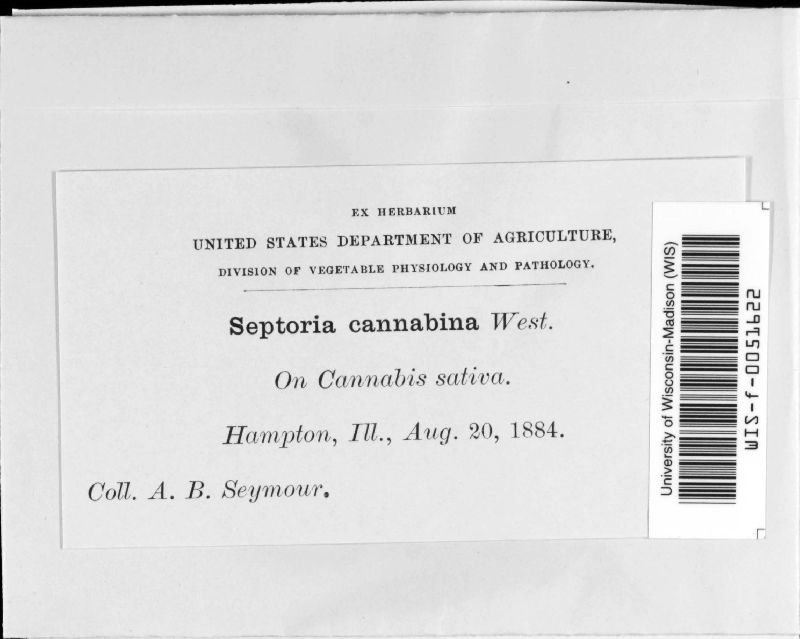 EX HERBARIUM
UNITED STATES DEPARTMENT OF AGRICULTURE,
DIVISION OF VEGETABLE PHYSIOLOGY AND PATHOLOGY.
Septoria cannabina West.
On Cannabis sativa.
Hampton, Ill., Aug. 20, 1884.
Coll. A. B. Seymour.
University of Wisconsin-Madison (WIS)
WIS-f-0051622